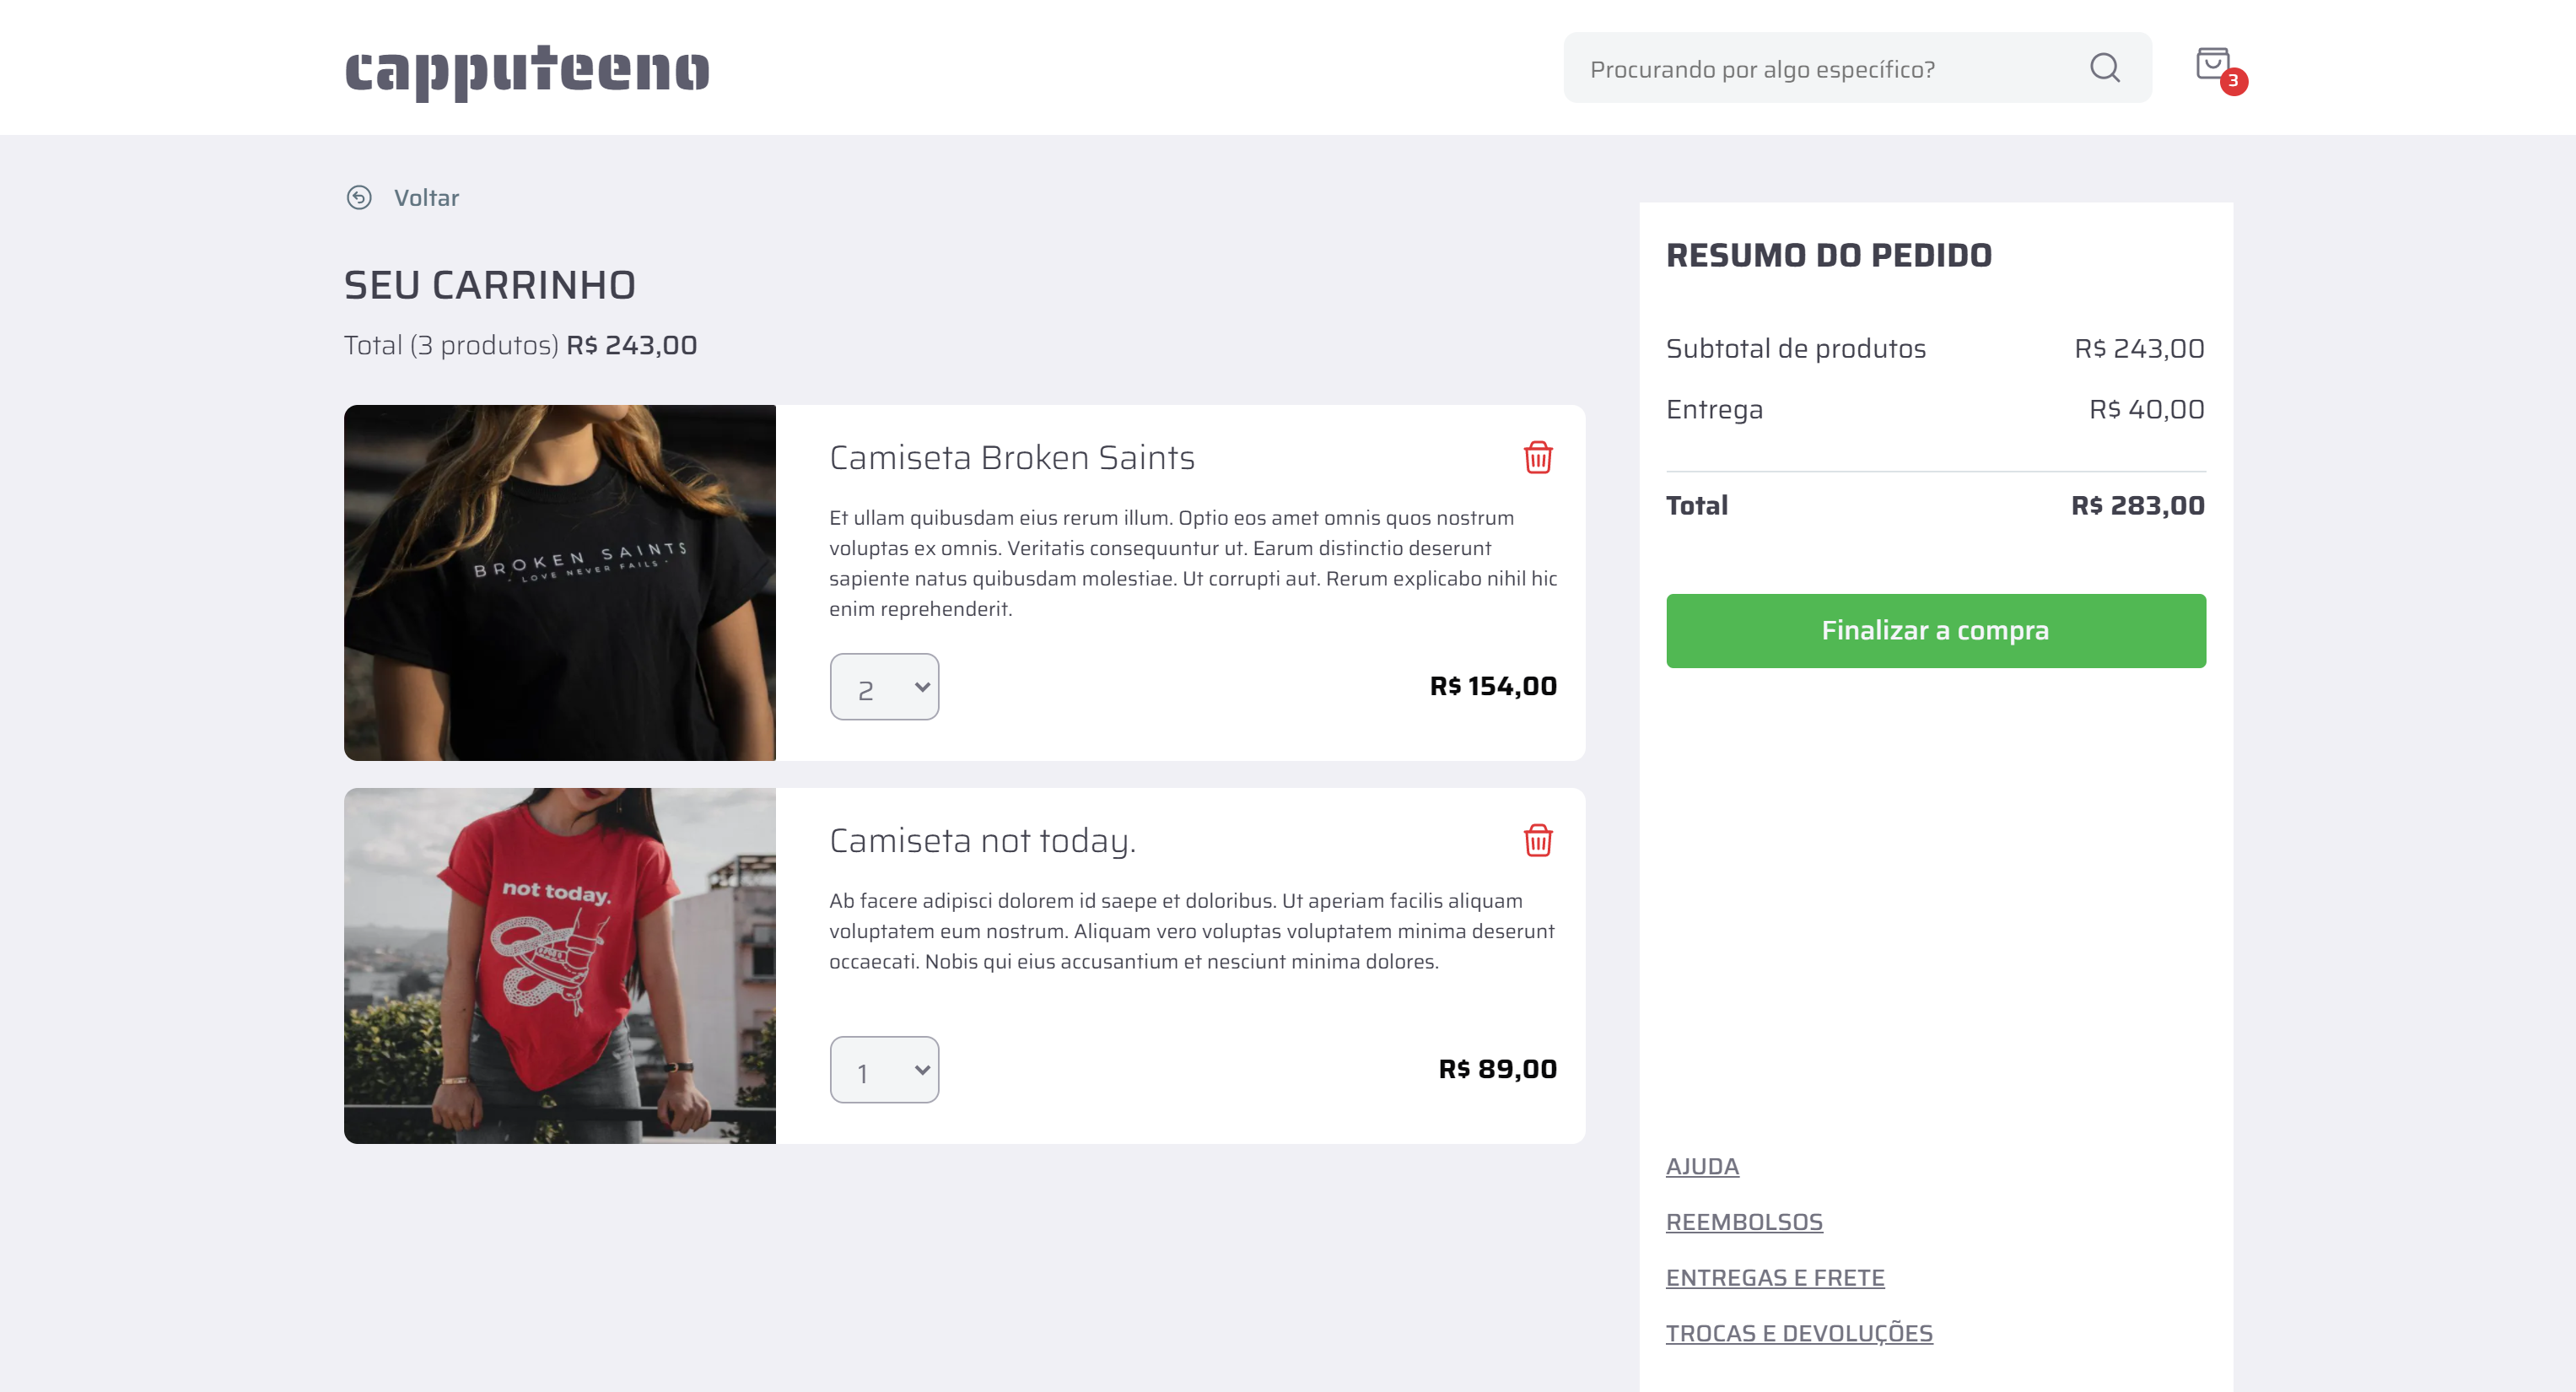 capputeeno
Procurando por algo específico?
3
Voltar
SEU CARRINHO
Total (3 produtos) R$ 243,00
BROKEN SAINTS
· LOVE NEVER FAILS ·
Camiseta Broken Saints
Et ullam quibusdam eius rerum illum. Optio eos amet omnis quos nostrum
voluptas ex omnis. Veritatis consequuntur ut. Earum distinctio deserunt
sapiente natus quibusdam molestiae. Ut corrupti aut. Rerum explicabo nihil hic
enim reprehenderit.
2
R$ 154,00
not today.
Camiseta not today.
Ab facere adipisci dolorem id saepe et doloribus. Ut aperiam facilis aliquam
voluptatem eum nostrum. Aliquam vero voluptas voluptatem minima deserunt
occaecati. Nobis qui eius accusantium et nesciunt minima dolores.
1
R$ 89,00
RESUMO DO PEDIDO
Subtotal de produtos R$ 243,00
Entrega R$ 40,00
Total R$ 283,00
Finalizar a compra
AJUDA
REEMBOLSOS
ENTREGAS E FRETE
TROCAS E DEVOLUÇÕES